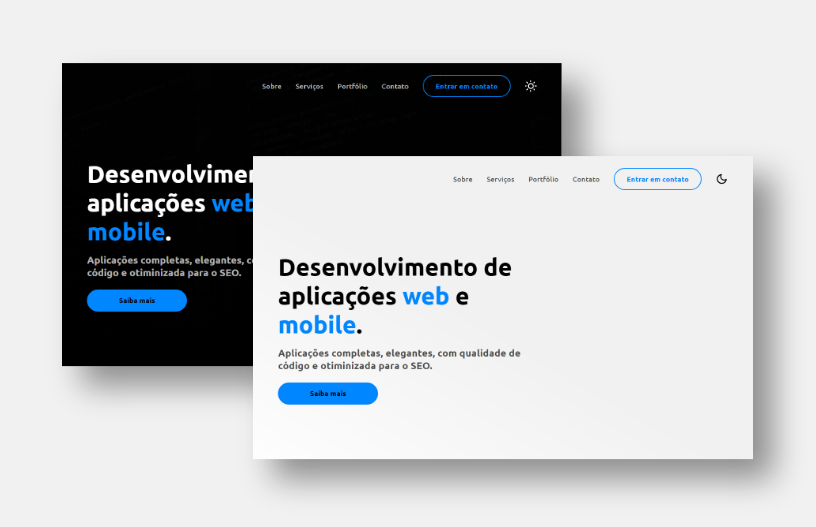 Sobre Serviços Portfólio Contato Entrar em contato
Desenvolvimen
aplicações web
mobile.
Aplicações completas, elegantes, c
código e otiminizada para o SEO.
Saiba mais
Sobre Serviços Portfólio Contato Entrar em contato
Desenvolvimento de
aplicações web e
mobile.
Aplicações completas, elegantes, com qualidade de
código e otiminizada para o SEO.
Saiba mais